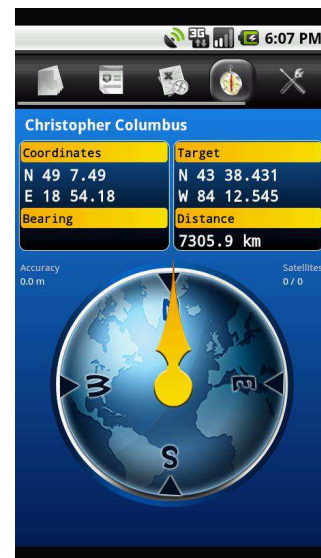 3G 6:07 PM
Christopher Columbus
Coordinates
N 49 7.49
E 18 54.18
Bearing
Target
N 43 38.431
W 84 12.545
Distance
7305.9 km
Accuracy
0.0 m
Satellites
0 / 0
N
W
E
S